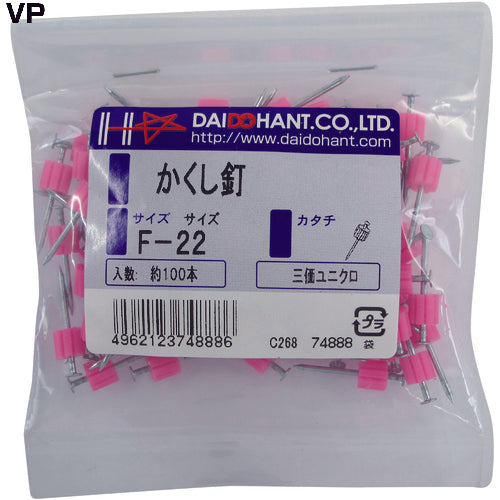 VP
DAIDOHANT.CO.,LTD.
http://www.daidohant.com/
かくし釘
サイズ サイズ
F-22
カタチ
入数: 約100本
三価ユニクロ
4962123748886
C268 74888
プラ
袋